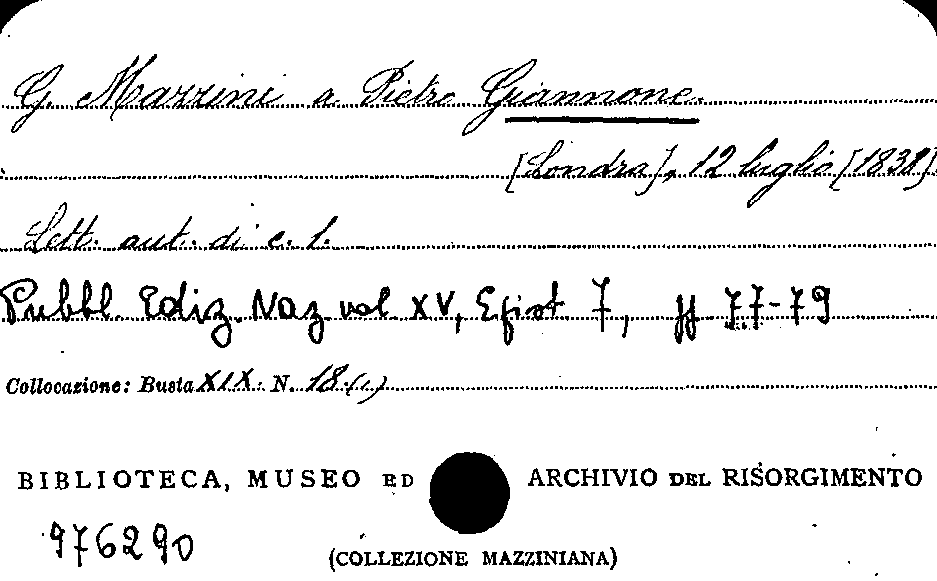 G. Mazzini a Pietro Giannone.
[Londra], 12 luglio [1838]
Lett. aut. di c. 1.
Pubbl. Ediz. Naz. vol XV, Epist 7, pp 77-79
Collocazione: Busta XIX. N. 18.(1)
BIBLIOTECA, MUSEO ED ARCHIVIO DEL RISORGIMENTO
976290
(COLLEZIONE MAZZINIANA)